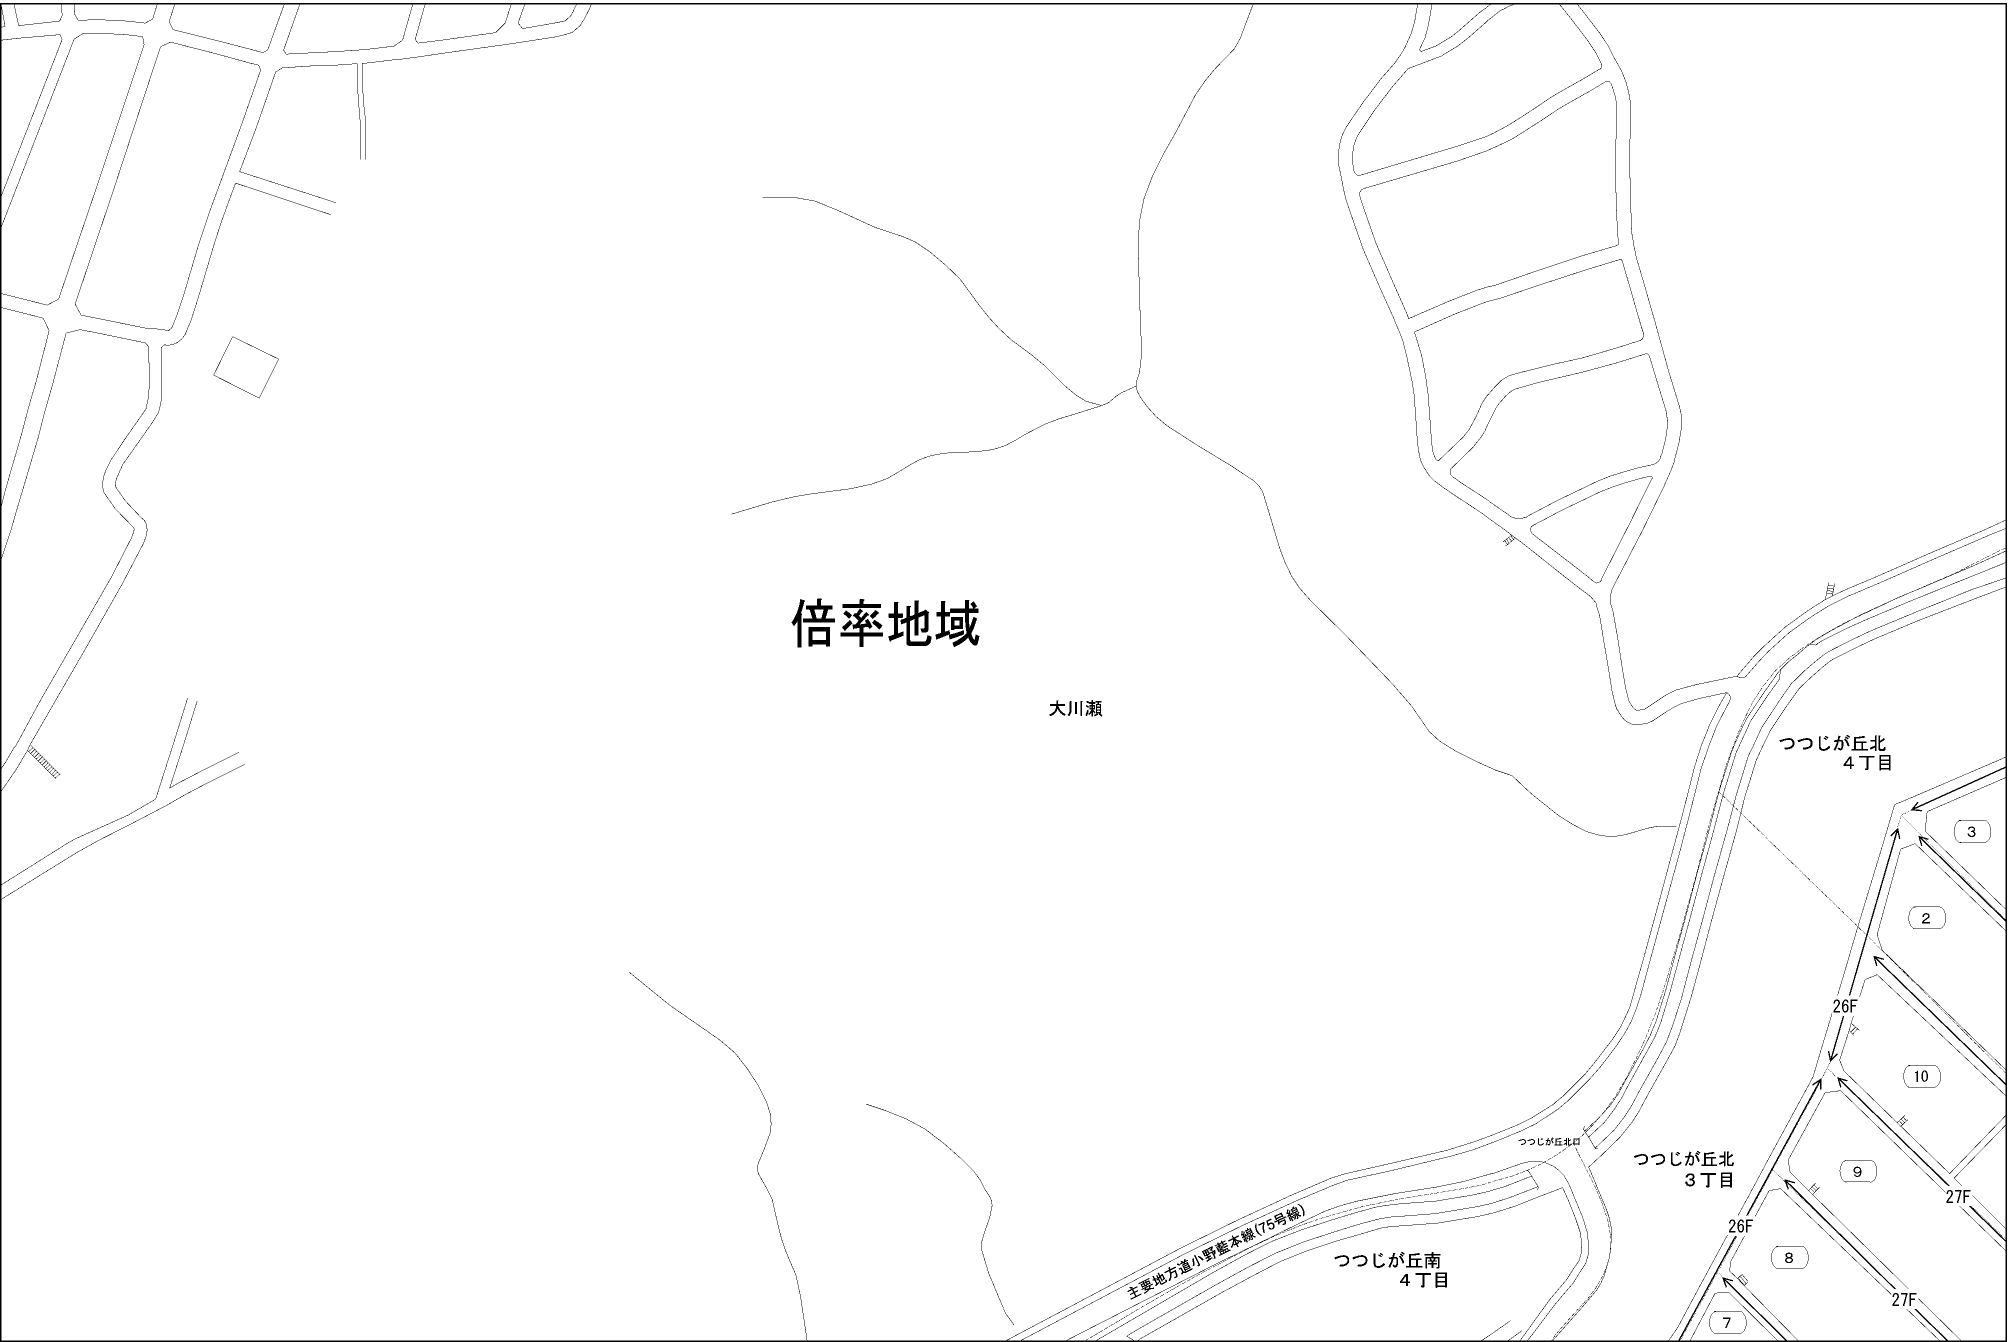 倍率地域
大川瀬
つつじが丘北
４丁目
3
2
26F
10
つつじが丘北口
つつじが丘北
３丁目
9
27F
26F
主要地方道小野藍本線(75号線)
つつじが丘南
４丁目
8
27F
7